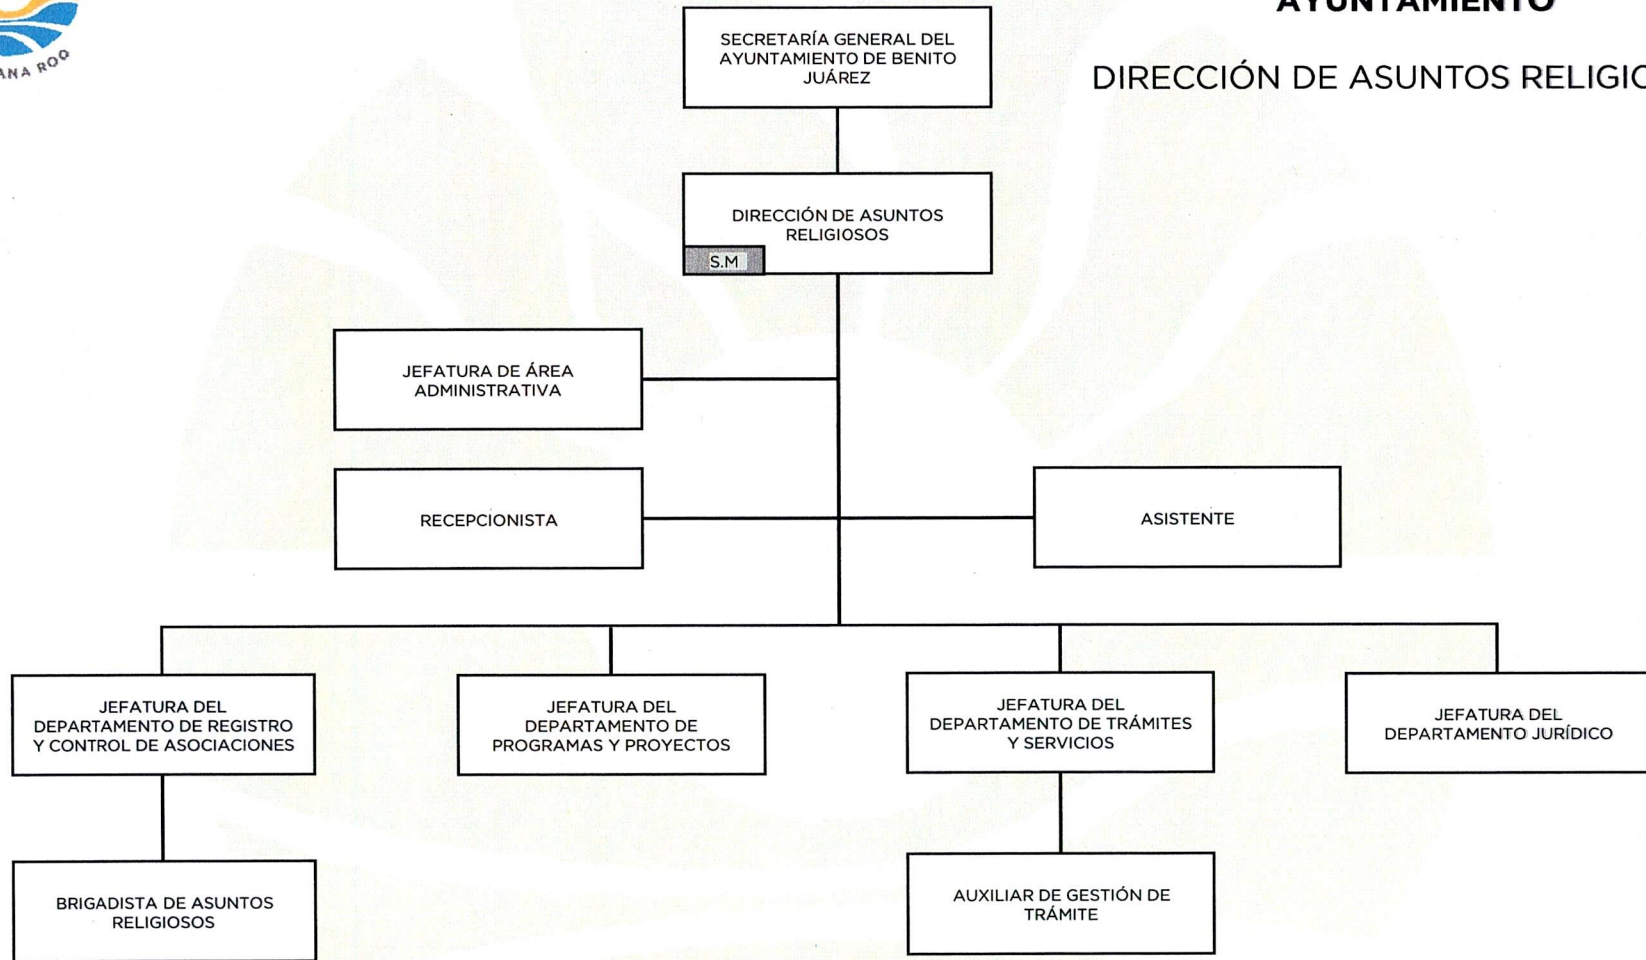 AYUNTAMIENTO
DIRECCIÓN DE ASUNTOS
SECRETARÍA GENERAL DEL
AYUNTAMIENTO DE BENITO
JUÁREZ
DIRECCIÓN DE ASUNTOS
RELIGIOSOS
S.M
JEFATURA DE ÁREA
ADMINISTRATIVA
RECEPCIONISTA
ASISTENTE
JEFATURA DEL
DEPARTAMENTO DE REGISTRO
Y CONTROL DE ASOCIACIONES
JEFATURA DEL
DEPARTAMENTO DE
PROGRAMAS Y PROYECTOS
JEFATURA DEL
DEPARTAMENTO DE TRÁMITES
Y SERVICIOS
JEFATURA DEL
DEPARTAMENTO JURÍDICO
BRIGADISTA DE ASUNTOS
RELIGIOSOS
AUXILIAR DE GESTIÓN DE
TRÁMITE